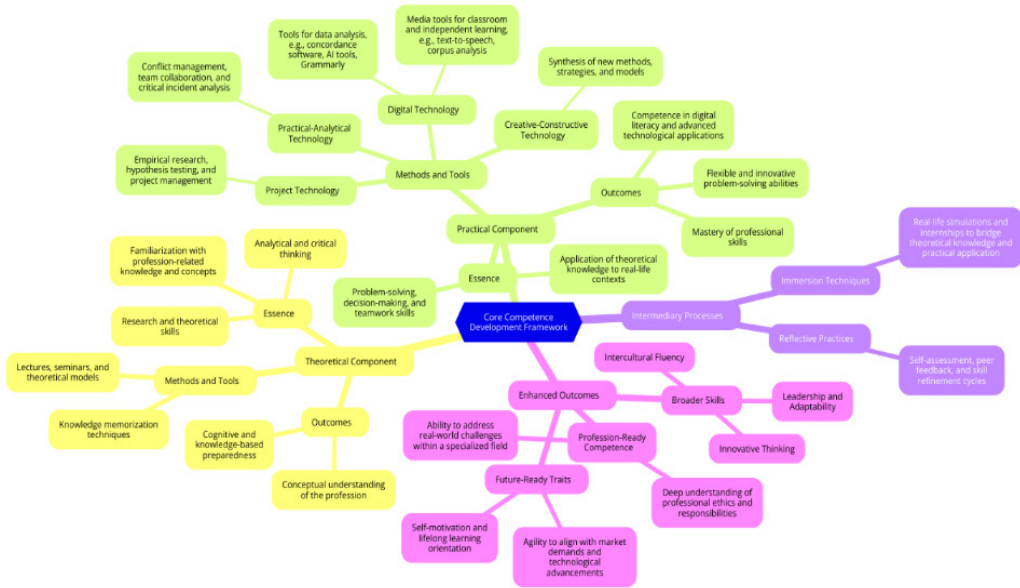 Media tools for classroom
and independent learning,
e.g., text-to-speech,
corpus analysis
Tools for data analysis,
e.g., concordance
software, AI tools,
Grammarly
Synthesis of new methods,
strategies, and models
Conflict management,
team collaboration, and
critical incident analysis
Digital Technology
Creative-Constructive
Technology
Competence in digital
literacy and advanced
technological applications
Practical-Analytical
Technology
Empirical research,
hypothesis testing, and
project management
Project Technology
Methods and Tools
Flexible and innovative
problem-solving abilities
Outcomes
Mastery of professional
skills
Practical Component
Essence
Application of theoretical
knowledge to real-life
contexts
Problem-solving,
decision-making, and
teamwork skills
Analytical and critical
thinking
Familiarization with
profession-related
knowledge and concepts
Essence
Research and theoretical
skills
Theoretical Component
Lectures, seminars, and
theoretical models
Methods and Tools
Knowledge memorization
techniques
Outcomes
Cognitive and
knowledge-based
preparedness
Conceptual understanding
of the profession
Core Competence
Development Framework
Real-life simulations and
internships to bridge
theoretical knowledge and
practical application
Immersion Techniques
Intermediary Processes
Reflective Practices
Self-assessment, peer
feedback, and skill
refinement cycles
Intercultural Fluency
Enhanced Outcomes
Broader Skills
Leadership and
Adaptability
Innovative Thinking
Ability to address
real-world challenges
within a specialized field
Profession-Ready
Competence
Deep understanding of
professional ethics and
responsibilities
Future-Ready Traits
Self-motivation and
lifelong learning
orientation
Agility to align with market
demands and
technological
advancements